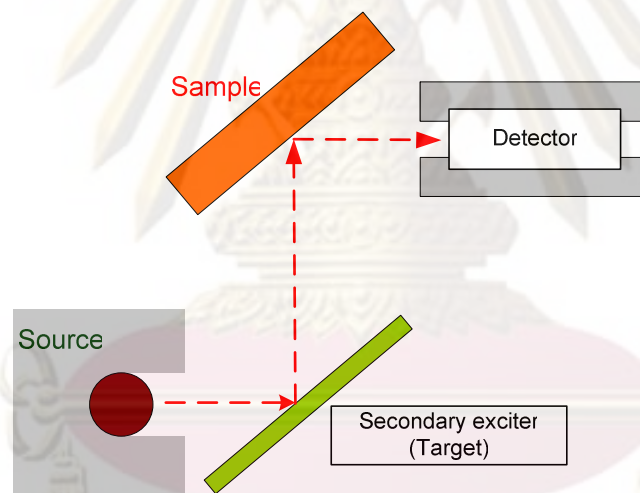 Sample
Detector
Source
Secondary exciter
(Target)